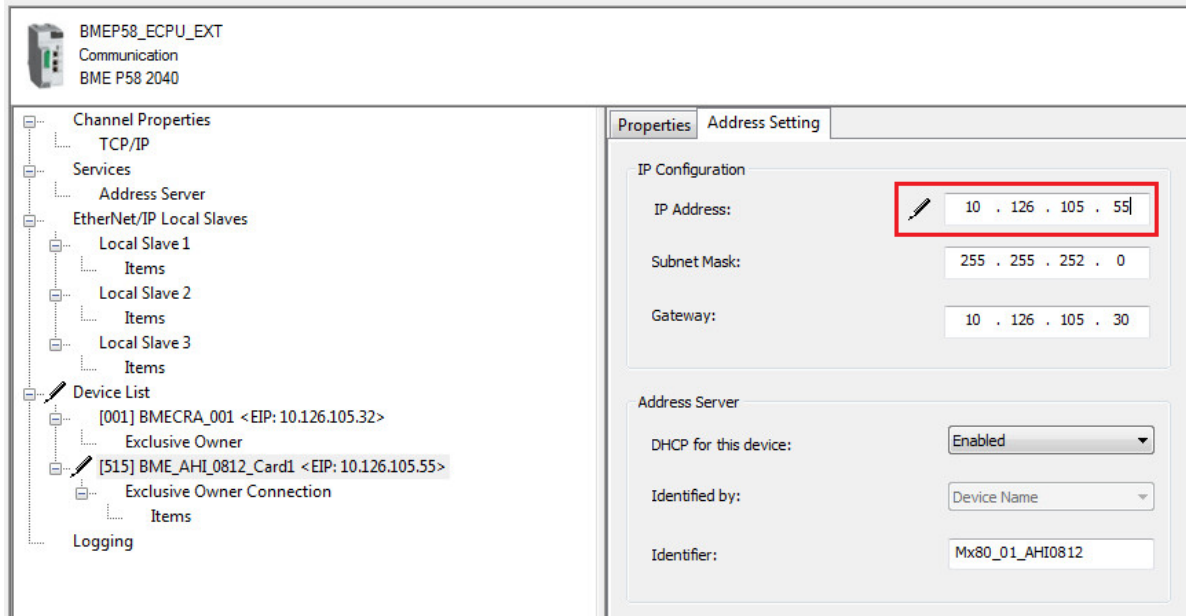 BMEP58_ECPU_EXT
Communication
BME P58 2040
Channel Properties
TCP/IP
Services
Address Server
EtherNet/IP Local Slaves
Local Slave 1
Items
Local Slave 2
Items
Local Slave 3
Items
Device List
[001] BMECRA_001 <EIP: 10.126.105.32>
Exclusive Owner
[515] BME_AHI_0812_Card1 <EIP: 10.126.105.55>
Exclusive Owner Connection
Items
Logging
Properties Address Setting
IP Configuration
IP Address: 10 . 126 . 105 . 55
Subnet Mask: 255 . 255 . 252 . 0
Gateway: 10 . 126 . 105 . 30
Address Server
DHCP for this device: Enabled
Identified by: Device Name
Identifier: Mx80_01_AHI0812